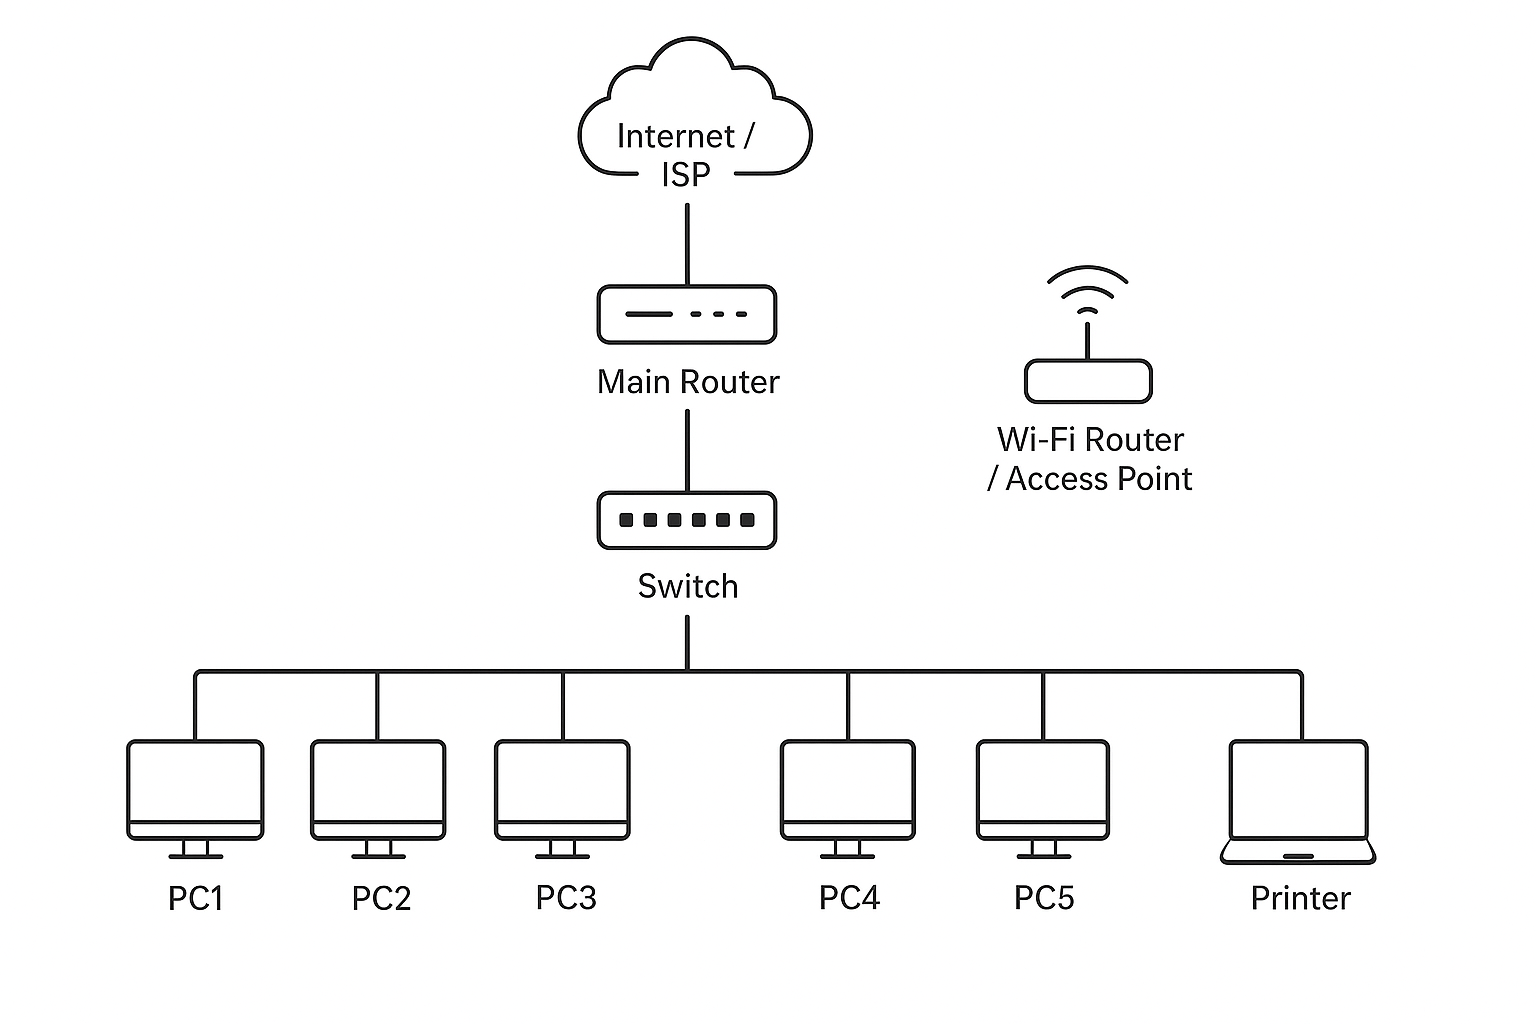 Internet /
ISP
Main Router
Wi-Fi Router
/ Access Point
Switch
PC1
PC2
PC3
PC4
PC5
Printer